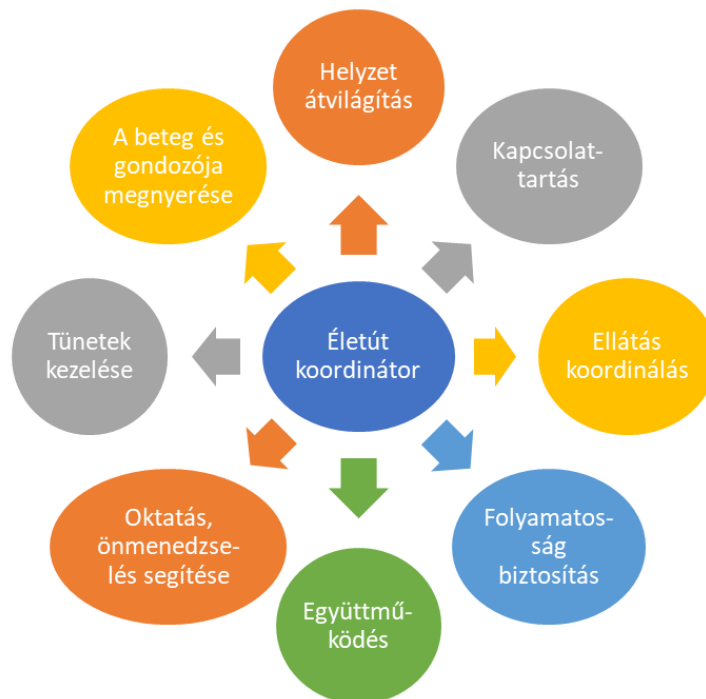 Helyzet
átvilágítás
A beteg és
gondozója
megnyerése
Kapcsolat-
tartás
Tünetek
kezelése
Életút
koordinátor
Ellátás
koordinálás
Oktatás,
önmenedzse-
lés segítése
Folyamatos-
ság
biztosítás
Együttmű-
ködés